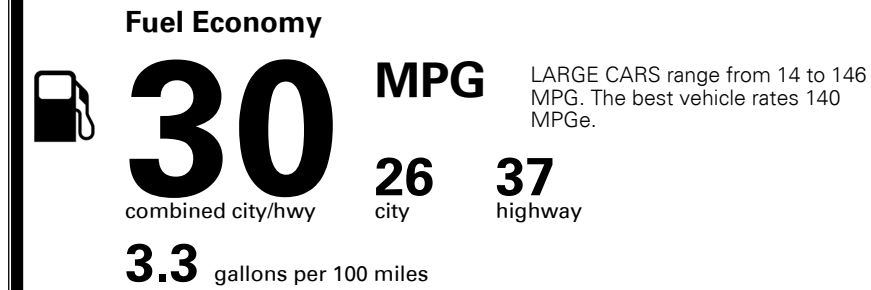 Fuel Economy
30 MPG
LARGE CARS range from 14 to 146
MPG. The best vehicle rates 140
MPGe.
26 37
combined city/hwy city highway
3.3 gallons per 100 miles